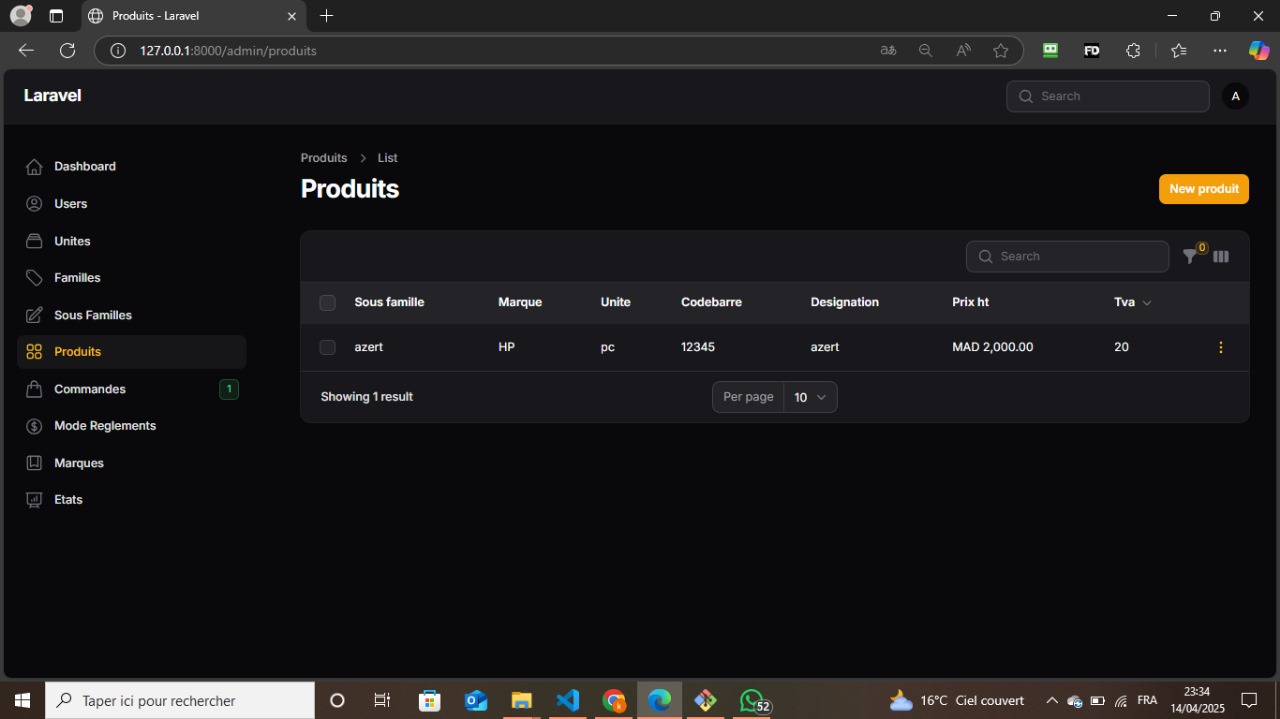 Produits - Laravel
127.0.0.1:8000/admin/produits
aあ
A
FD
Laravel
Search
A
Dashboard
Users
Unites
Familles
Sous Familles
Produits
Commandes 1
Mode Reglements
Marques
Etats
Produits > List
Produits
New produit
Search
0
Sous famille Marque Unite Codebarre Designation Prix ht Tva
azert HP pc 12345 azert MAD 2,000.00 20
Showing 1 result
Per page 10
Taper ici pour rechercher
52
16°C Ciel couvert
FRA
23:34
14/04/2025